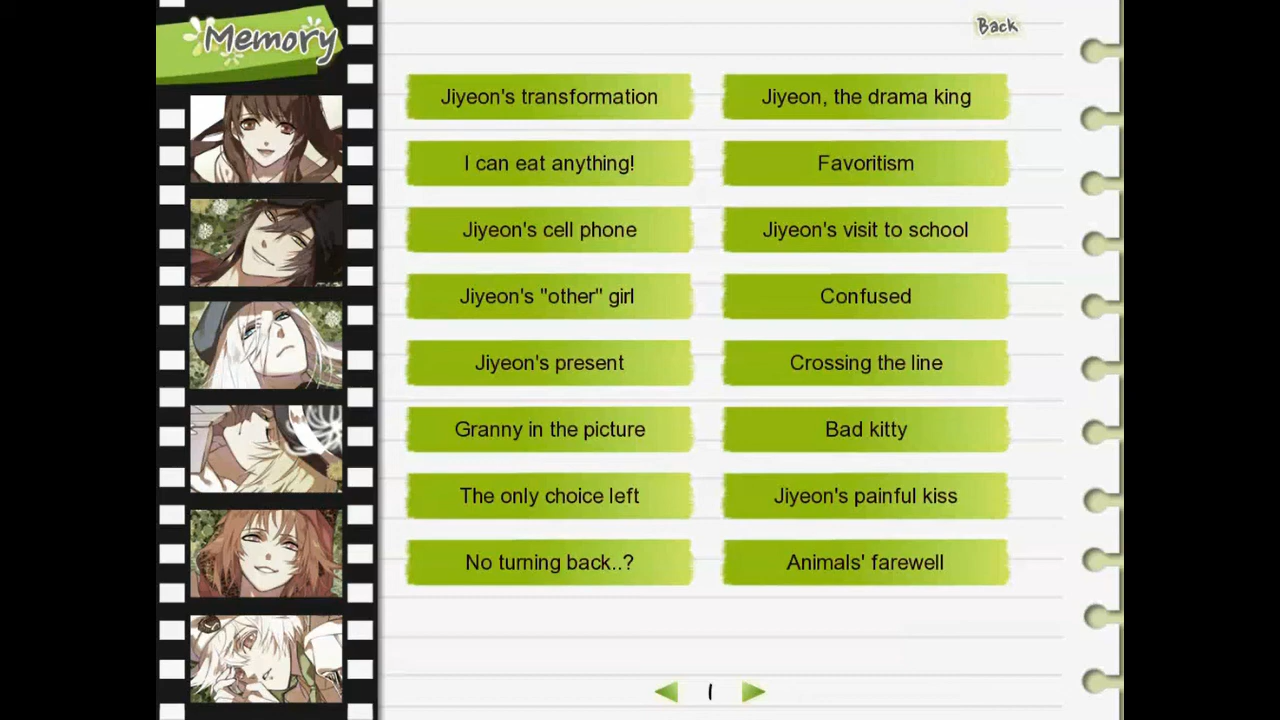 Memory
Back
Jiyeon's transformation
Jiyeon, the drama king
I can eat anything!
Favoritism
Jiyeon's cell phone
Jiyeon's visit to school
Jiyeon's "other" girl
Confused
Jiyeon's present
Crossing the line
Granny in the picture
Bad kitty
The only choice left
Jiyeon's painful kiss
No turning back..?
Animals' farewell
1